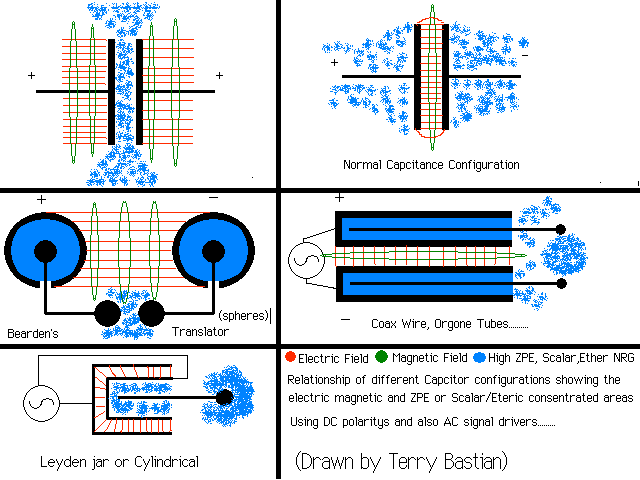 +
+
+
-
Normal Capcitance Configuration
+
−
(spheres)
Bearden's
Translator
+
−
Coax Wire, Orgone Tubes.........
Leyden jar or Cylindrical
Electric Field Magnetic Field High ZPE, Scalar,Ether NRG
Relationship of different Capcitor configurations showing the
electric magnetic and ZPE or Scalar/Eteric consentrated areas
Using DC polaritys and also AC signal drivers.........
(Drawn by Terry Bastian)